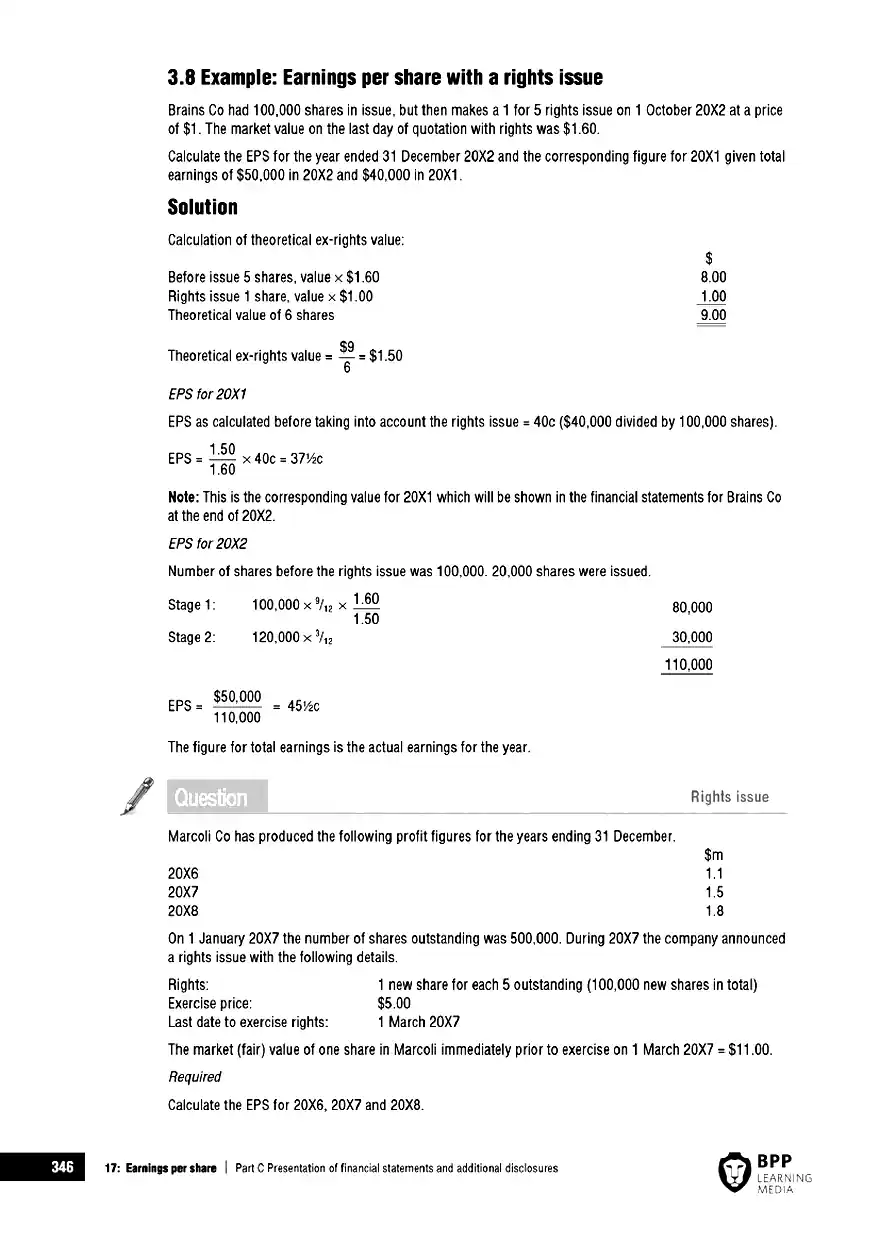 3.8 Example: Earnings per share with a rights issue
Brains Co had 100,000 shares in issue, but then makes a 1 for 5 rights issue on 1 October 20X2 at a price
of $1. The market value on the last day of quotation with rights was $1.60.
Calculate the EPS for the year ended 31 December 20X2 and the corresponding figure for 20X1 given total
earnings of $50,000 in 20X2 and $40,000 in 20X1.
Solution
Calculation of theoretical ex-rights value:
$
Before issue 5 shares, value × $1.60 8.00
Rights issue 1 share, value × $1.00 1.00
Theoretical value of 6 shares 9.00
Theoretical ex-rights value = $9/6 = $1.50
EPS for 20X1
EPS as calculated before taking into account the rights issue = 40c ($40,000 divided by 100,000 shares).
EPS = 1.50/1.60 × 40c = 37½c
Note: This is the corresponding value for 20X1 which will be shown in the financial statements for Brains Co
at the end of 20X2.
EPS for 20X2
Number of shares before the rights issue was 100,000. 20,000 shares were issued.
Stage 1: 100,000 × 9/12 × 1.60/1.50 80,000
Stage 2: 120,000 × 3/12 30,000
110,000
EPS = $50,000/110,000 = 45½c
The figure for total earnings is the actual earnings for the year.
Question Rights issue
Marcoli Co has produced the following profit figures for the years ending 31 December.
$m
20X6 1.1
20X7 1.5
20X8 1.8
On 1 January 20X7 the number of shares outstanding was 500,000. During 20X7 the company announced
a rights issue with the following details.
Rights: 1 new share for each 5 outstanding (100,000 new shares in total)
Exercise price: $5.00
Last date to exercise rights: 1 March 20X7
The market (fair) value of one share in Marcoli immediately prior to exercise on 1 March 20X7 = $11.00.
Required
Calculate the EPS for 20X6, 20X7 and 20X8.
346 17: Earnings per share | Part C Presentation of financial statements and additional disclosures
BPP
LEARNING
MEDIA